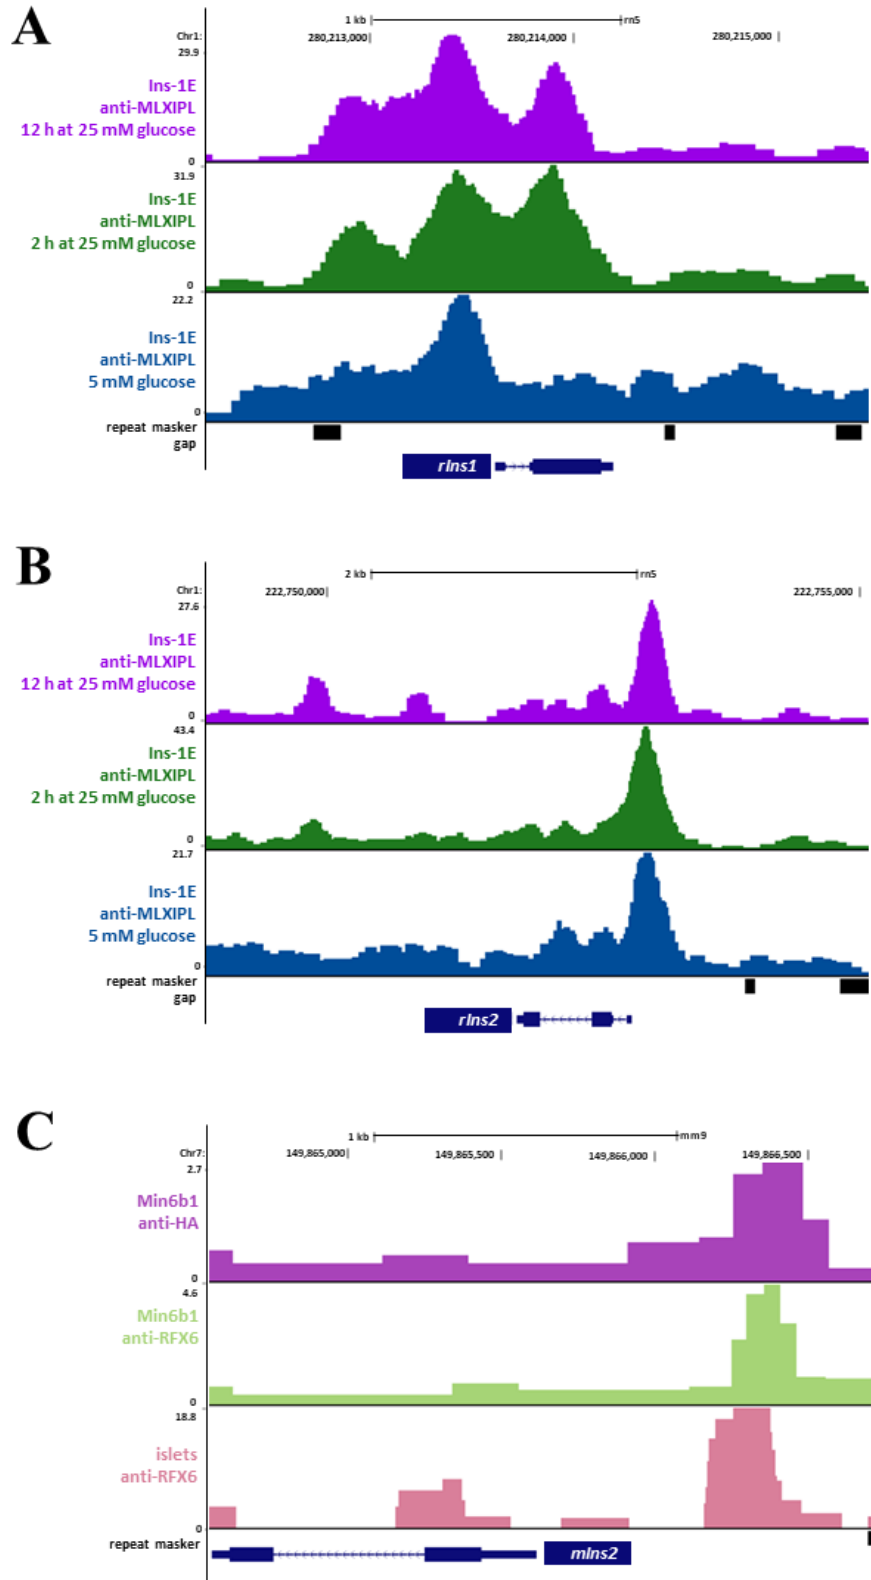 A
1 kb rn5
Chr1: 280,213,000 280,214,000 280,215,000
29.9
Ins-1E
anti-MLXIPL
12 h at 25 mM glucose
0
31.9
Ins-1E
anti-MLXIPL
2 h at 25 mM glucose
0
22.2
Ins-1E
anti-MLXIPL
5 mM glucose
0
repeat masker
gap
rIns1
B
2 kb rn5
Chr1: 222,750,000 222,755,000
27.6
Ins-1E
anti-MLXIPL
12 h at 25 mM glucose
0
43.4
Ins-1E
anti-MLXIPL
2 h at 25 mM glucose
0
21.7
Ins-1E
anti-MLXIPL
5 mM glucose
0
repeat masker
gap
rIns2
C
1 kb mm9
Chr7: 149,865,000 149,865,500 149,866,000 149,866,500
2.7
Min6b1
anti-HA
0
4.6
Min6b1
anti-RFX6
0
18.8
islets
anti-RFX6
0
repeat masker
mIns2